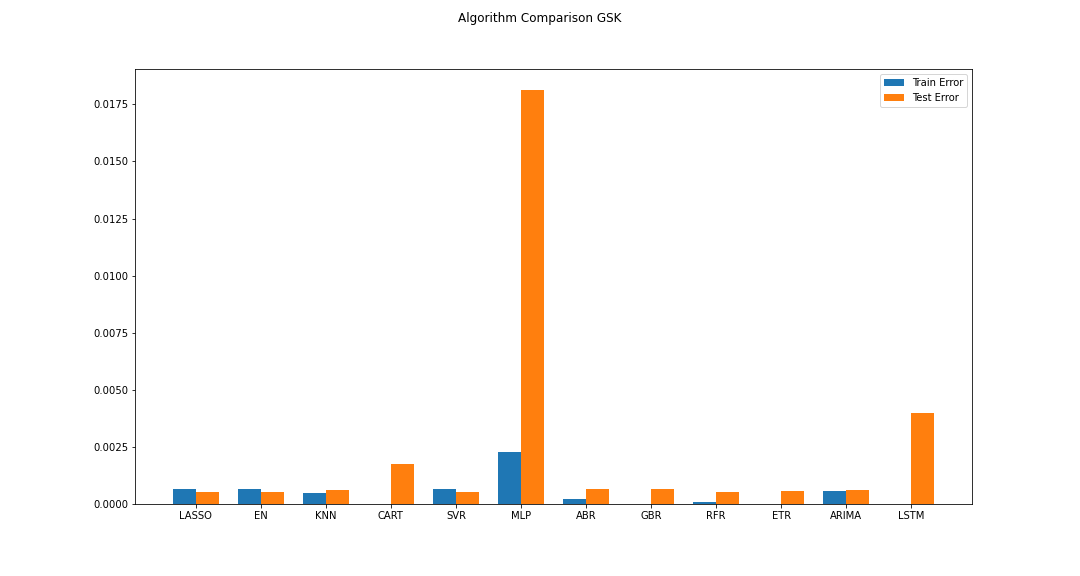 Algorithm Comparison GSK
Train Error
Test Error
0.0175
0.0150
0.0125
0.0100
0.0075
0.0050
0.0025
0.0000
LASSO EN KNN CART SVR MLP ABR GBR RFR ETR ARIMA LSTM